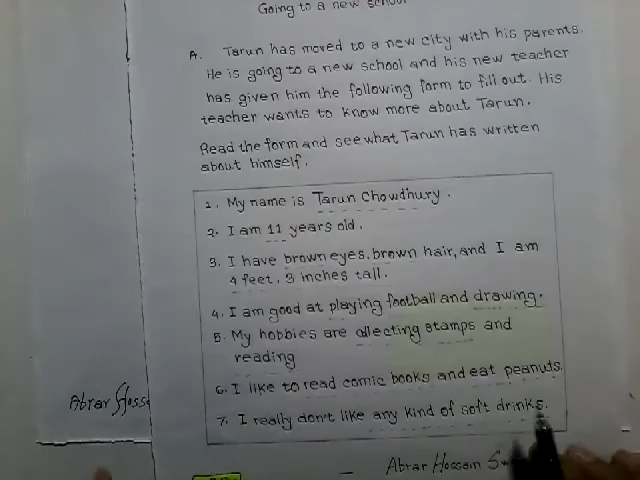 Going to a new school
A. Tarun has moved to a new city with his parents.
He is going to a new school and his new teacher
has given him the following form to fill out. His
teacher wants to know more about Tarun.
Read the form and see what Tarun has written
about himself.
1. My name is Tarun Chowdhury.
2. I am 11 years old.
3. I have brown eyes, brown hair, and I am
4 feet, 3 inches tall.
4. I am good at playing football and drawing.
5. My hobbies are collecting stamps and
reading
6. I like to read comic books and eat peanuts.
7. I really don't like any kind of soft drinks.
Abrar
Abrar Hossain